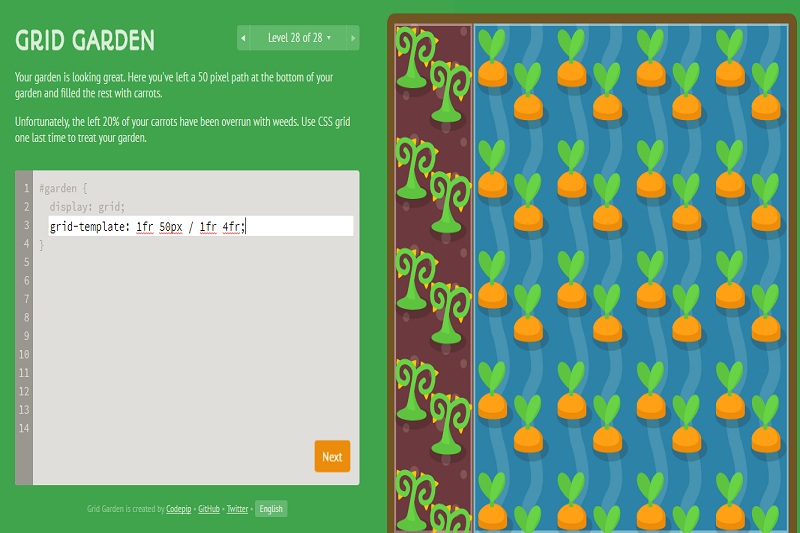 GRID GARDEN
Level 28 of 28
Your garden is looking great. Here you've left a 50 pixel path at the bottom of your
garden and filled the rest with carrots.
Unfortunately, the left 20% of your carrots have been overrun with weeds. Use CSS grid
one last time to treat your garden.
1 #garden {
2 display: grid;
3 grid-template: 1fr 50px / 1fr 4fr;
4 }
5
6
7
8
9
10
11
12
13
14
Next
Grid Garden is created by Codepip • GitHub • Twitter • English